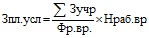 Зпл.усл = ∑ Зучр / Фр.вр. × Нраб.вр